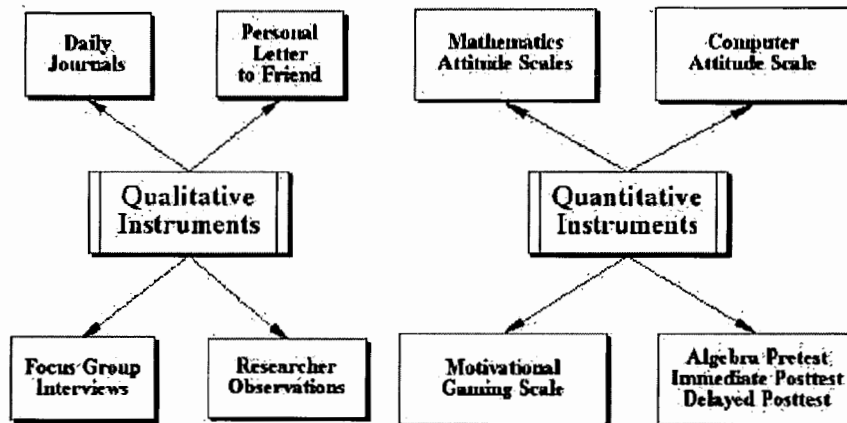 Daily
Journals
Personal
Letter
to Friend
Mathematics
Attitude Scales
Computer
Attitude Scale
Qualitative
Instruments
Quantitative
Instruments
Focus Group
Interviews
Researcher
Observations
Motivational
Gaming Scale
Algebra Pretest
Immediate Posttest
Delayed Posttest